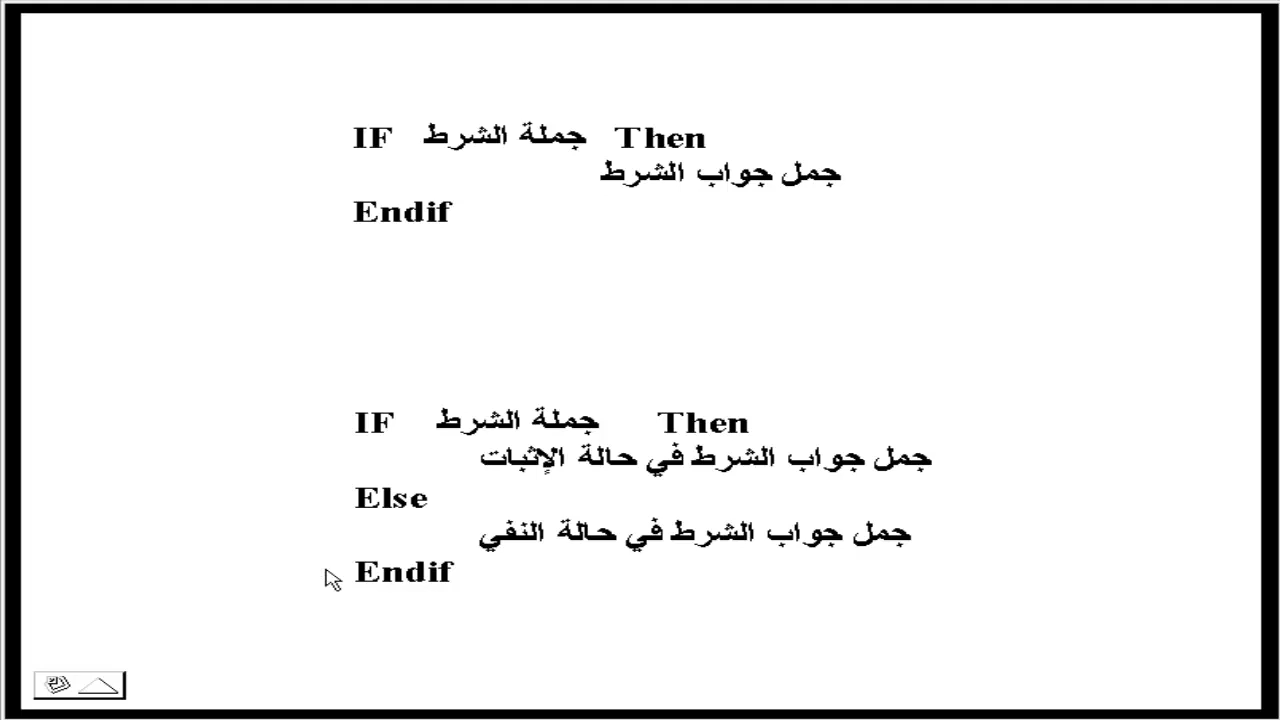 IF جملة الشرط Then
جمل جواب الشرط
Endif
IF جملة الشرط Then
جمل جواب الشرط في حالة الإثبات
Else
جمل جواب الشرط في حالة النفي
Endif